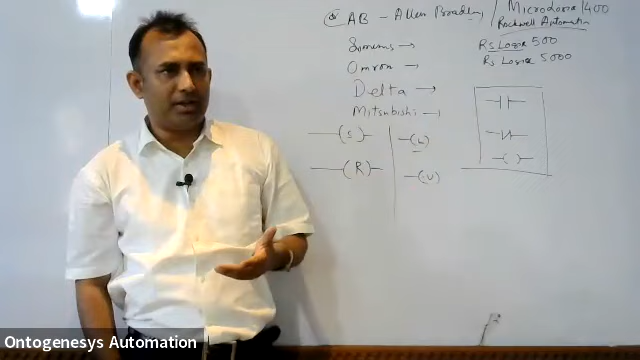 AB - Allen Bradley / Micrologix 1400
Rockwell Automation
Siemens → RS Logix 500
Omron → Rs Logix 5000
Delta →
Mitsubishi →
(S) (L)
(R) (U)
Ontogenesys Automation